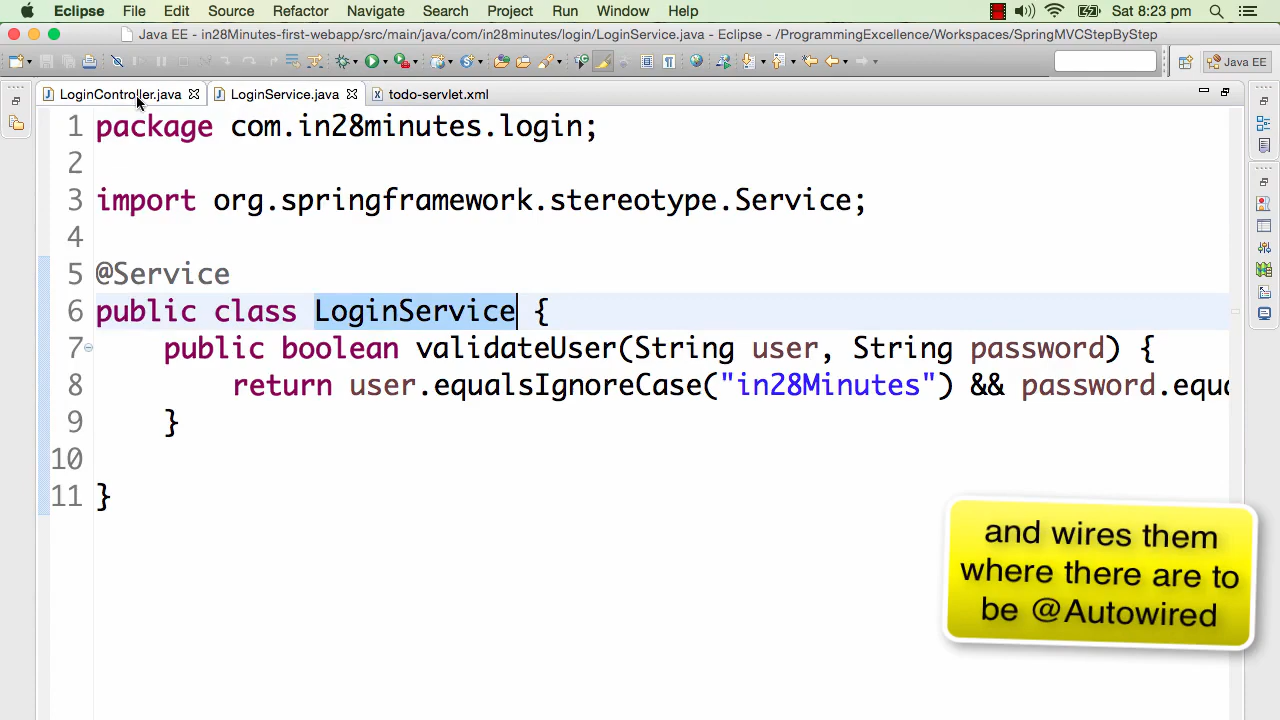 Eclipse File Edit Source Refactor Navigate Search Project Run Window Help Sat 8:23 pm
Java EE - in28Minutes-first-webapp/src/main/java/com/in28minutes/login/LoginService.java - Eclipse - /ProgrammingExcellence/Workspaces/SpringMVCStepByStep
Java EE
LoginController.java LoginService.java todo-servlet.xml
1 package com.in28minutes.login;
2
3 import org.springframework.stereotype.Service;
4
5 @Service
6 public class LoginService {
7 public boolean validateUser(String user, String password) {
8 return user.equalsIgnoreCase("in28Minutes") && password.equa
9 }
10
11 }
and wires them
where there are to
be @Autowired